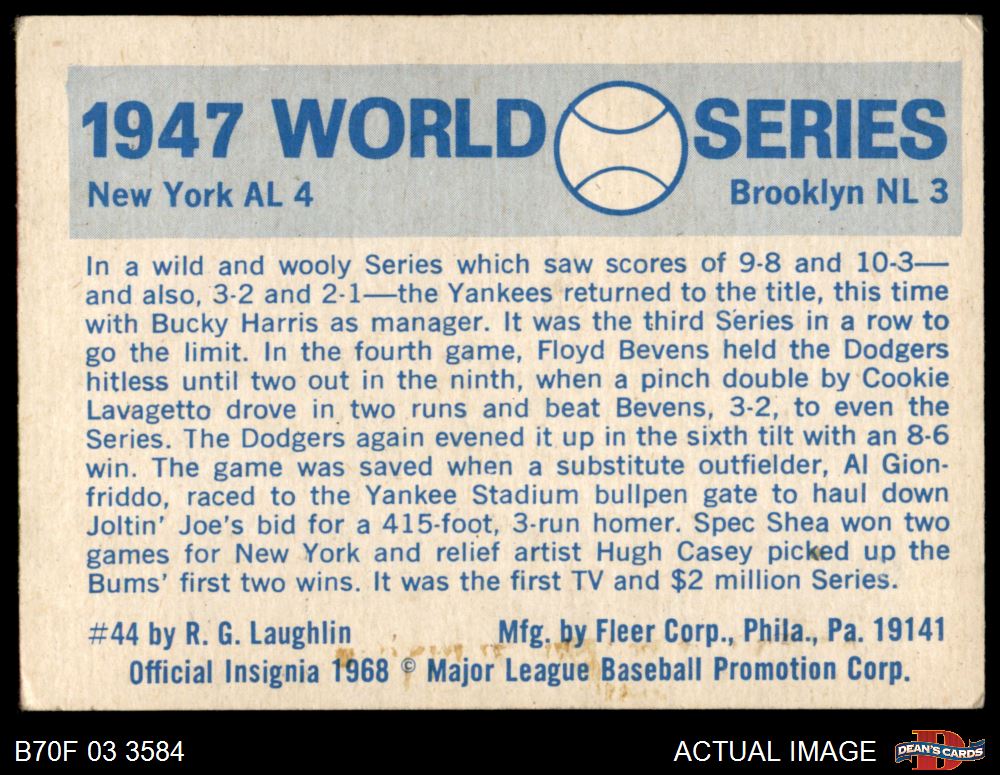 1947 WORLD SERIES
New York AL 4 Brooklyn NL 3
In a wild and wooly Series which saw scores of 9-8 and 10-3—
and also, 3-2 and 2-1—the Yankees returned to the title, this time
with Bucky Harris as manager. It was the third Series in a row to
go the limit. In the fourth game, Floyd Bevens held the Dodgers
hitless until two out in the ninth, when a pinch double by Cookie
Lavagetto drove in two runs and beat Bevens, 3-2, to even the
Series. The Dodgers again evened it up in the sixth tilt with an 8-6
win. The game was saved when a substitute outfielder, Al Gion-
friddo, raced to the Yankee Stadium bullpen gate to haul down
Joltin' Joe's bid for a 415-foot, 3-run homer. Spec Shea won two
games for New York and relief artist Hugh Casey picked up the
Bums' first two wins. It was the first TV and $2 million Series.
#44 by R. G. Laughlin Mfg. by Fleer Corp., Phila., Pa. 19141
Official Insignia 1968 © Major League Baseball Promotion Corp.
B70F 03 3584 ACTUAL IMAGE D DEAN'S CARDS